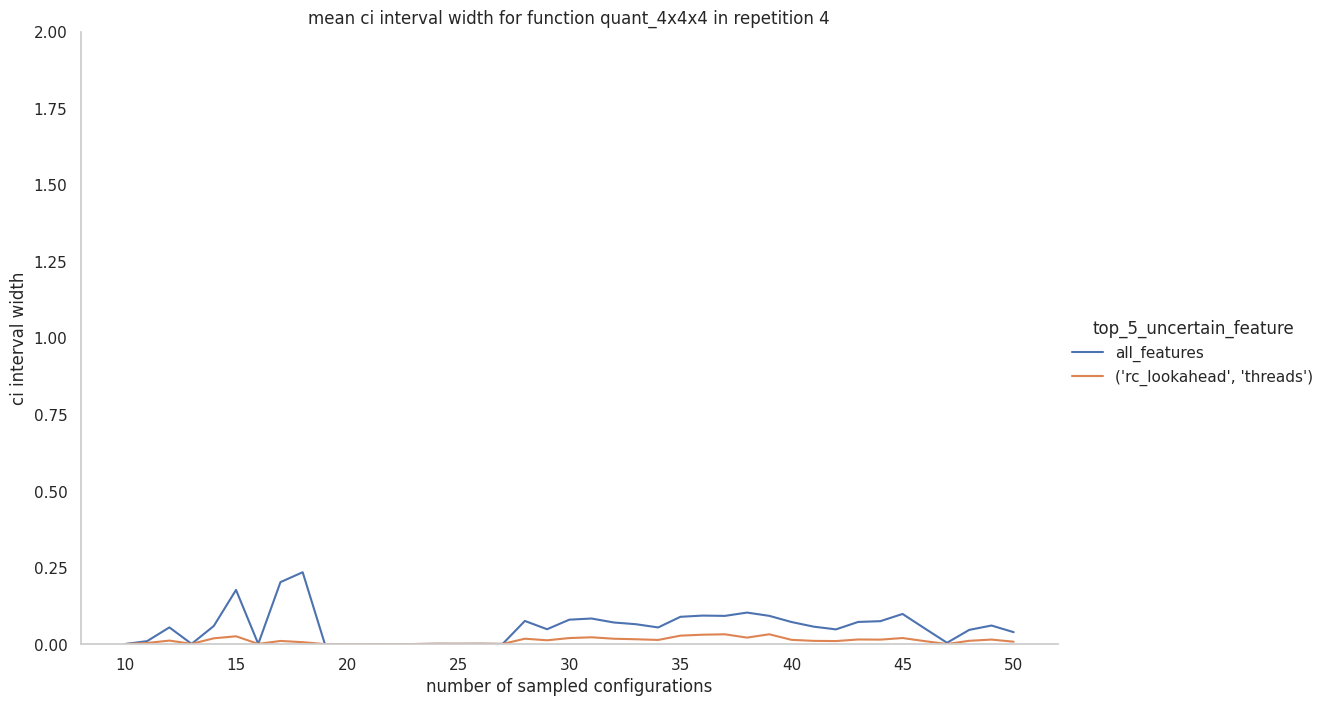 mean ci interval width for function quant_4x4x4 in repetition 4
2.00
1.75
1.50
1.25
1.00
0.75
0.50
0.25
0.00
ci interval width
10 15 20 25 30 35 40 45 50
number of sampled configurations
top_5_uncertain_feature
all_features
('rc_lookahead', 'threads')